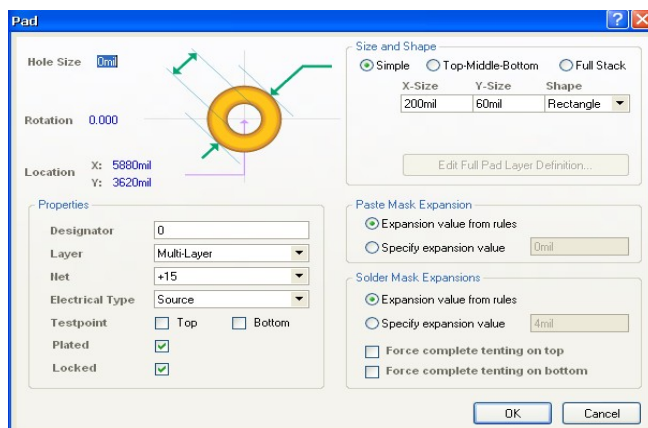 Pad
Hole Size 0mil
Rotation 0.000
Location X: 5880mil
Y: 3620mil
Size and Shape
Simple Top-Middle-Bottom Full Stack
X-Size Y-Size Shape
200mil 60mil Rectangle
Edit Full Pad Layer Definition...
Properties
Designator 0
Layer Multi-Layer
Net +15
Electrical Type Source
Testpoint Top Bottom
Plated
Locked
Paste Mask Expansion
Expansion value from rules
Specify expansion value 0mil
Solder Mask Expansions
Expansion value from rules
Specify expansion value 4mil
Force complete tenting on top
Force complete tenting on bottom
OK Cancel